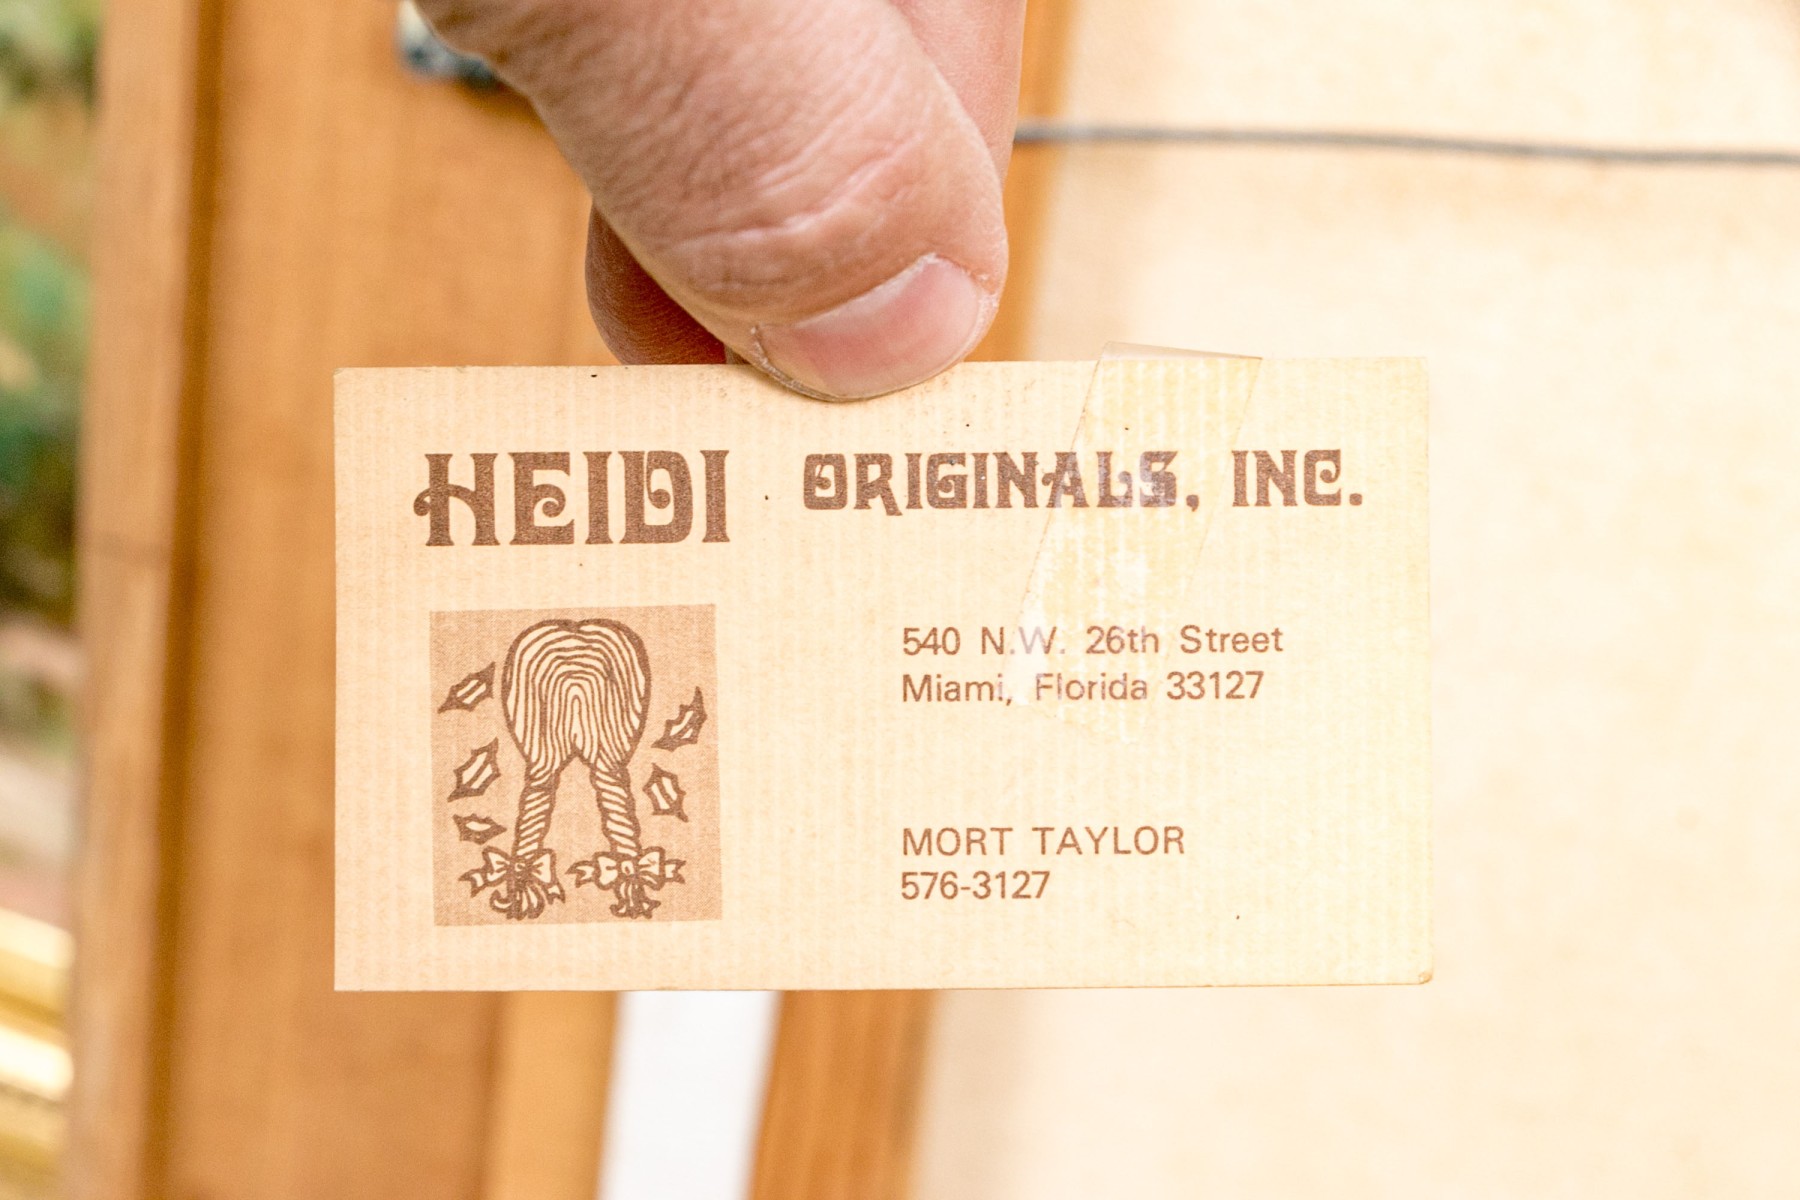 HEIDI ORIGINALS, INC.
540 N.W. 26th Street
Miami, Florida 33127
MORT TAYLOR
576-3127